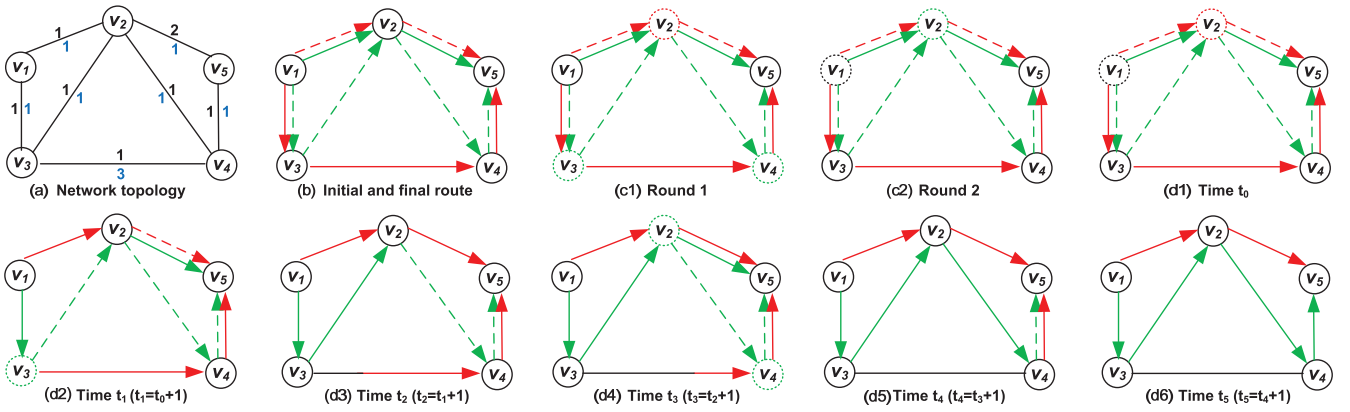 v2
1
1
2
1
v1
v5
1
1
1
1
1
1
1
1
v3
1
3
v4
(a) Network topology
v2
v1
v5
v3
v4
(b) Initial and final route
v2
v1
v5
v3
v4
(c1) Round 1
v2
v1
v5
v3
v4
(c2) Round 2
v2
v1
v5
v3
v4
(d1) Time t0
v2
v1
v5
v3
v4
(d2) Time t1 (t1=t0+1)
v2
v1
v5
v3
v4
(d3) Time t2 (t2=t1+1)
v2
v1
v5
v3
v4
(d4) Time t3 (t3=t2+1)
v2
v1
v5
v3
v4
(d5)Time t4 (t4=t3+1)
v2
v1
v5
v3
v4
(d6) Time t5 (t5=t4+1)